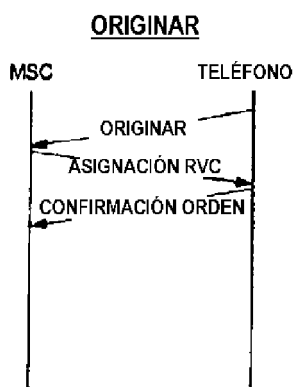 ORIGINAR
MSC TELÉFONO
ORIGINAR
ASIGNACIÓN RVC
CONFIRMACIÓN ORDEN